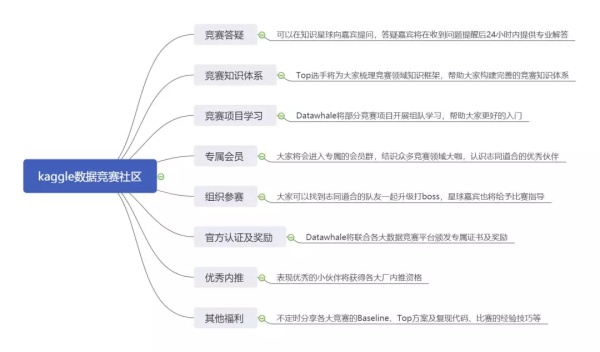 kaggle数据竞赛社区
竞赛答疑
可以在知识星球向嘉宾提问，答疑嘉宾将在收到问题提醒后24小时内提供专业解答
竞赛知识体系
Top选手将为大家梳理竞赛领域知识框架，帮助大家构建完善的竞赛知识体系
竞赛项目学习
Datawhale将部分竞赛项目开展组队学习，帮助大家更好的入门
专属会员
大家将会进入专属的会员群，结识众多竞赛领域大咖，认识志同道合的优秀伙伴
组织参赛
大家可以找到志同道合的队友一起升级打boss，星球嘉宾也将给予比赛指导
官方认证及奖励
Datawhale将联合各大数据竞赛平台颁发专属证书及奖励
优秀内推
表现优秀的小伙伴将获得各大厂内推资格
其他福利
不定时分享各大竞赛的Baseline、Top方案及复现代码、比赛的经验技巧等